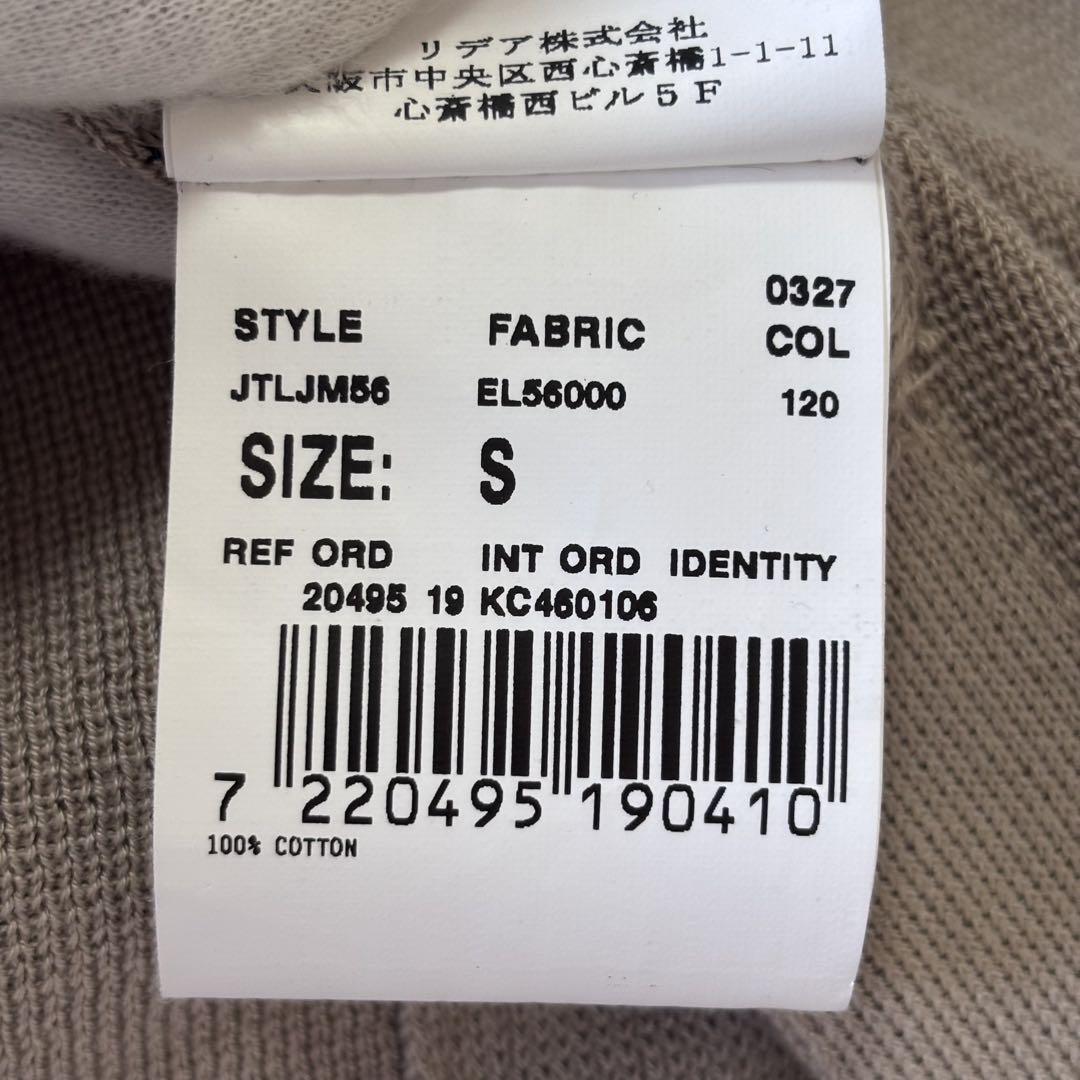 リデア株式会社
大阪市中央区西心斎橋1-1-11
心斎橋西ビル5F
0327
STYLE FABRIC COL
JTLJM56 EL56000 120
SIZE: S
REF ORD INT ORD IDENTITY
20495 19 KC460106
7 220495 190410
100% COTTON